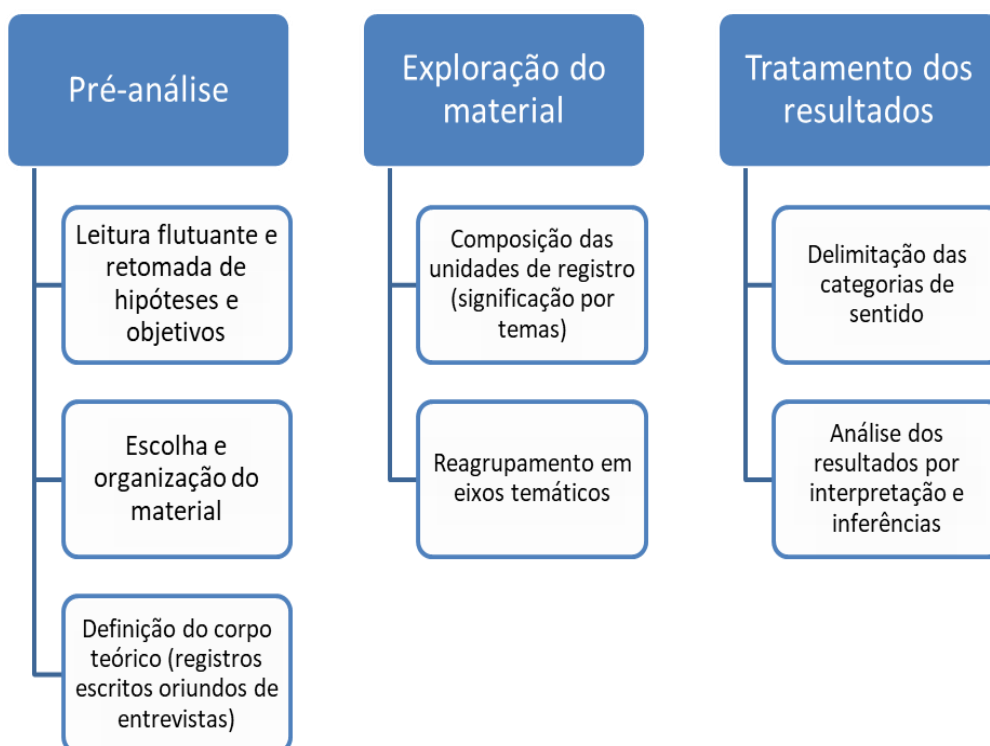 Pré-análise
Leitura flutuante e
retomada de
hipóteses e
objetivos
Escolha e
organização do
material
Definição do corpo
teórico (registros
escritos oriundos de
entrevistas)
Exploração do
material
Composição das
unidades de registro
(significação por
temas)
Reagrupamento em
eixos temáticos
Tratamento dos
resultados
Delimitação das
categorias de
sentido
Análise dos
resultados por
interpretação e
inferências